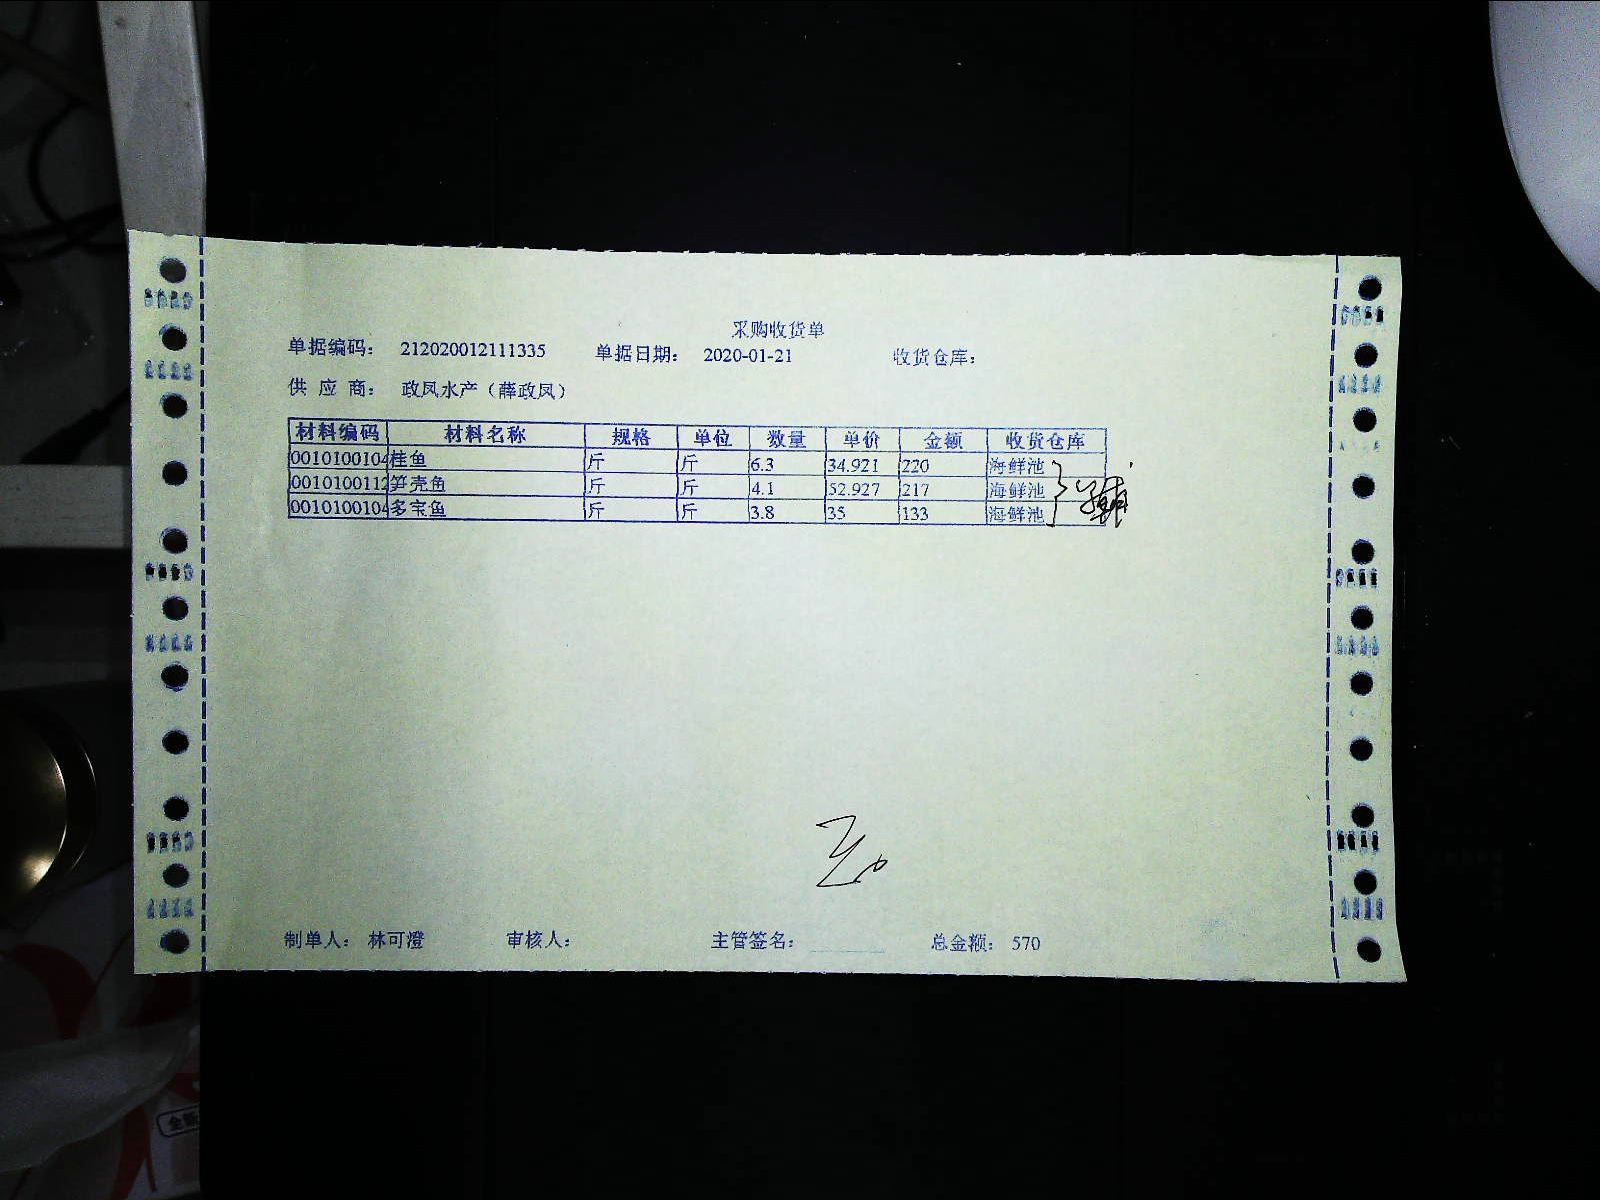 采购收货单
单据编码： 212020012111335 单据日期： 2020-01-21 收货仓库：
供 应 商： 政凤水产（薛政凤）
材料编码 材料名称 规格 单位 数量 单价 金额 收货仓库
0010100104 桂鱼 斤 斤 6.3 34.921 220 海鲜池
0010100112 笋壳鱼 斤 斤 4.1 52.927 217 海鲜池
0010100104 多宝鱼 斤 斤 3.8 35 133 海鲜池
制单人： 林可澄 审核人： 主管签名： 总金额： 570